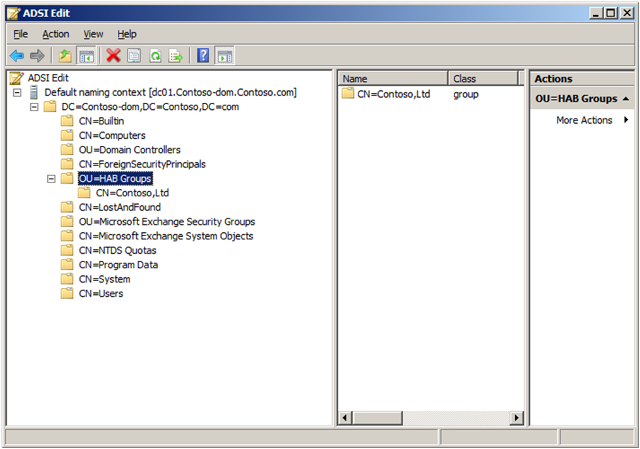 ADSI Edit
File Action View Help
ADSI Edit
Default naming context [dc01.Contoso-dom.Contoso.com]
DC=Contoso-dom,DC=Contoso,DC=com
CN=Builtin
CN=Computers
OU=Domain Controllers
CN=ForeignSecurityPrincipals
OU=HAB Groups
CN=Contoso,Ltd
CN=LostAndFound
OU=Microsoft Exchange Security Groups
CN=Microsoft Exchange System Objects
CN=NTDS Quotas
CN=Program Data
CN=System
CN=Users
Name Class
CN=Contoso,Ltd group
Actions
OU=HAB Groups
More Actions